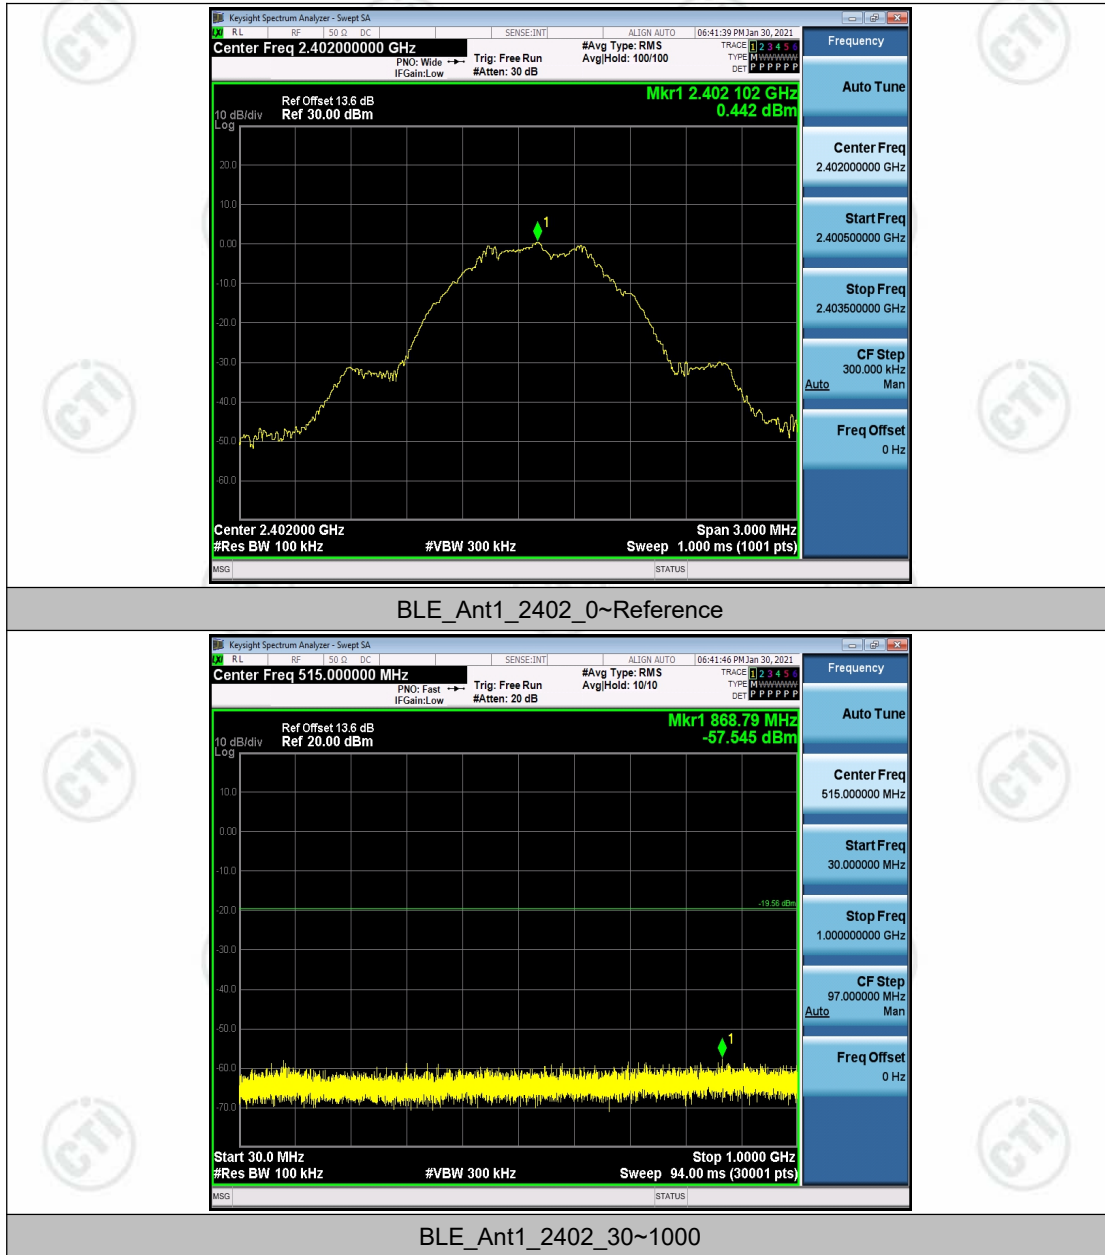 Keysight Spectrum Analyzer - Swept SA
RL RF 50 Ω DC SENSE:INT ALIGN AUTO 06:41:39 PM Jan 30, 2021
Center Freq 2.402000000 GHz
PNO: Wide
IFGain:Low
Trig: Free Run
#Atten: 30 dB
#Avg Type: RMS
Avg|Hold: 100/100
TRACE 1 2 3 4 5 6
TYPE M W W W W W
DET P P P P P P
Frequency
Auto Tune
Center Freq
2.402000000 GHz
Start Freq
2.400500000 GHz
Stop Freq
2.403500000 GHz
CF Step
300.000 kHz
Auto Man
Freq Offset
0 Hz
Mkr1 2.402 102 GHz
0.442 dBm
Ref Offset 13.6 dB
10 dB/div Ref 30.00 dBm
Log
20.0
10.0
0.00
-10.0
-20.0
-30.0
-40.0
-50.0
-60.0
1
Center 2.402000 GHz Span 3.000 MHz
#Res BW 100 kHz #VBW 300 kHz Sweep 1.000 ms (1001 pts)
MSG STATUS
BLE_Ant1_2402_0~Reference
Keysight Spectrum Analyzer - Swept SA
RL RF 50 Ω DC SENSE:INT ALIGN AUTO 06:41:46 PM Jan 30, 2021
Center Freq 515.000000 MHz
PNO: Fast
IFGain:Low
Trig: Free Run
#Atten: 20 dB
#Avg Type: RMS
Avg|Hold: 10/10
TRACE 1 2 3 4 5 6
TYPE M W W W W W
DET P P P P P P
Frequency
Auto Tune
Center Freq
515.000000 MHz
Start Freq
30.000000 MHz
Stop Freq
1.000000000 GHz
CF Step
97.000000 MHz
Auto Man
Freq Offset
0 Hz
Mkr1 868.79 MHz
-57.545 dBm
Ref Offset 13.6 dB
10 dB/div Ref 20.00 dBm
Log
10.0
0.00
-10.0
-20.0
-30.0
-40.0
-50.0
-60.0
-70.0
-19.56 dBm
1
Start 30.0 MHz Stop 1.0000 GHz
#Res BW 100 kHz #VBW 300 kHz Sweep 94.00 ms (30001 pts)
MSG STATUS
BLE_Ant1_2402_30~1000
CTI
CTI
CTI
CTI
CTI
CTI